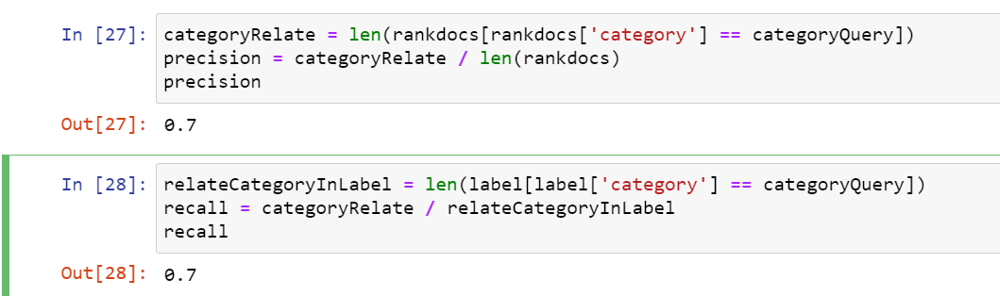 In [27]: categoryRelate = len(rankdocs[rankdocs['category'] == categoryQuery])
precision = categoryRelate / len(rankdocs)
precision
Out[27]: 0.7
In [28]: relateCategoryInLabel = len(label[label['category'] == categoryQuery])
recall = categoryRelate / relateCategoryInLabel
recall
Out[28]: 0.7